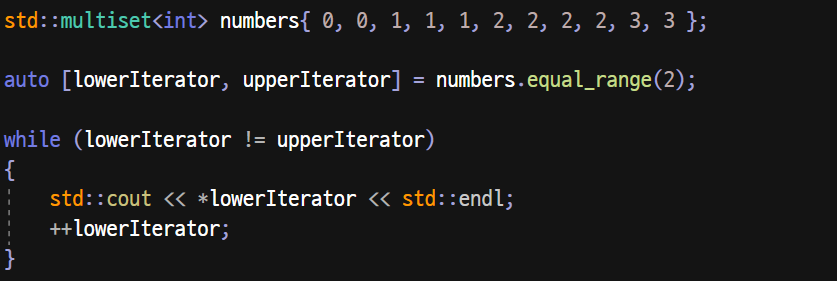 std::multiset<int> numbers{ 0, 0, 1, 1, 1, 2, 2, 2, 2, 3, 3 };
auto [lowerIterator, upperIterator] = numbers.equal_range(2);
while (lowerIterator != upperIterator)
{
    std::cout << *lowerIterator << std::endl;
    ++lowerIterator;
}